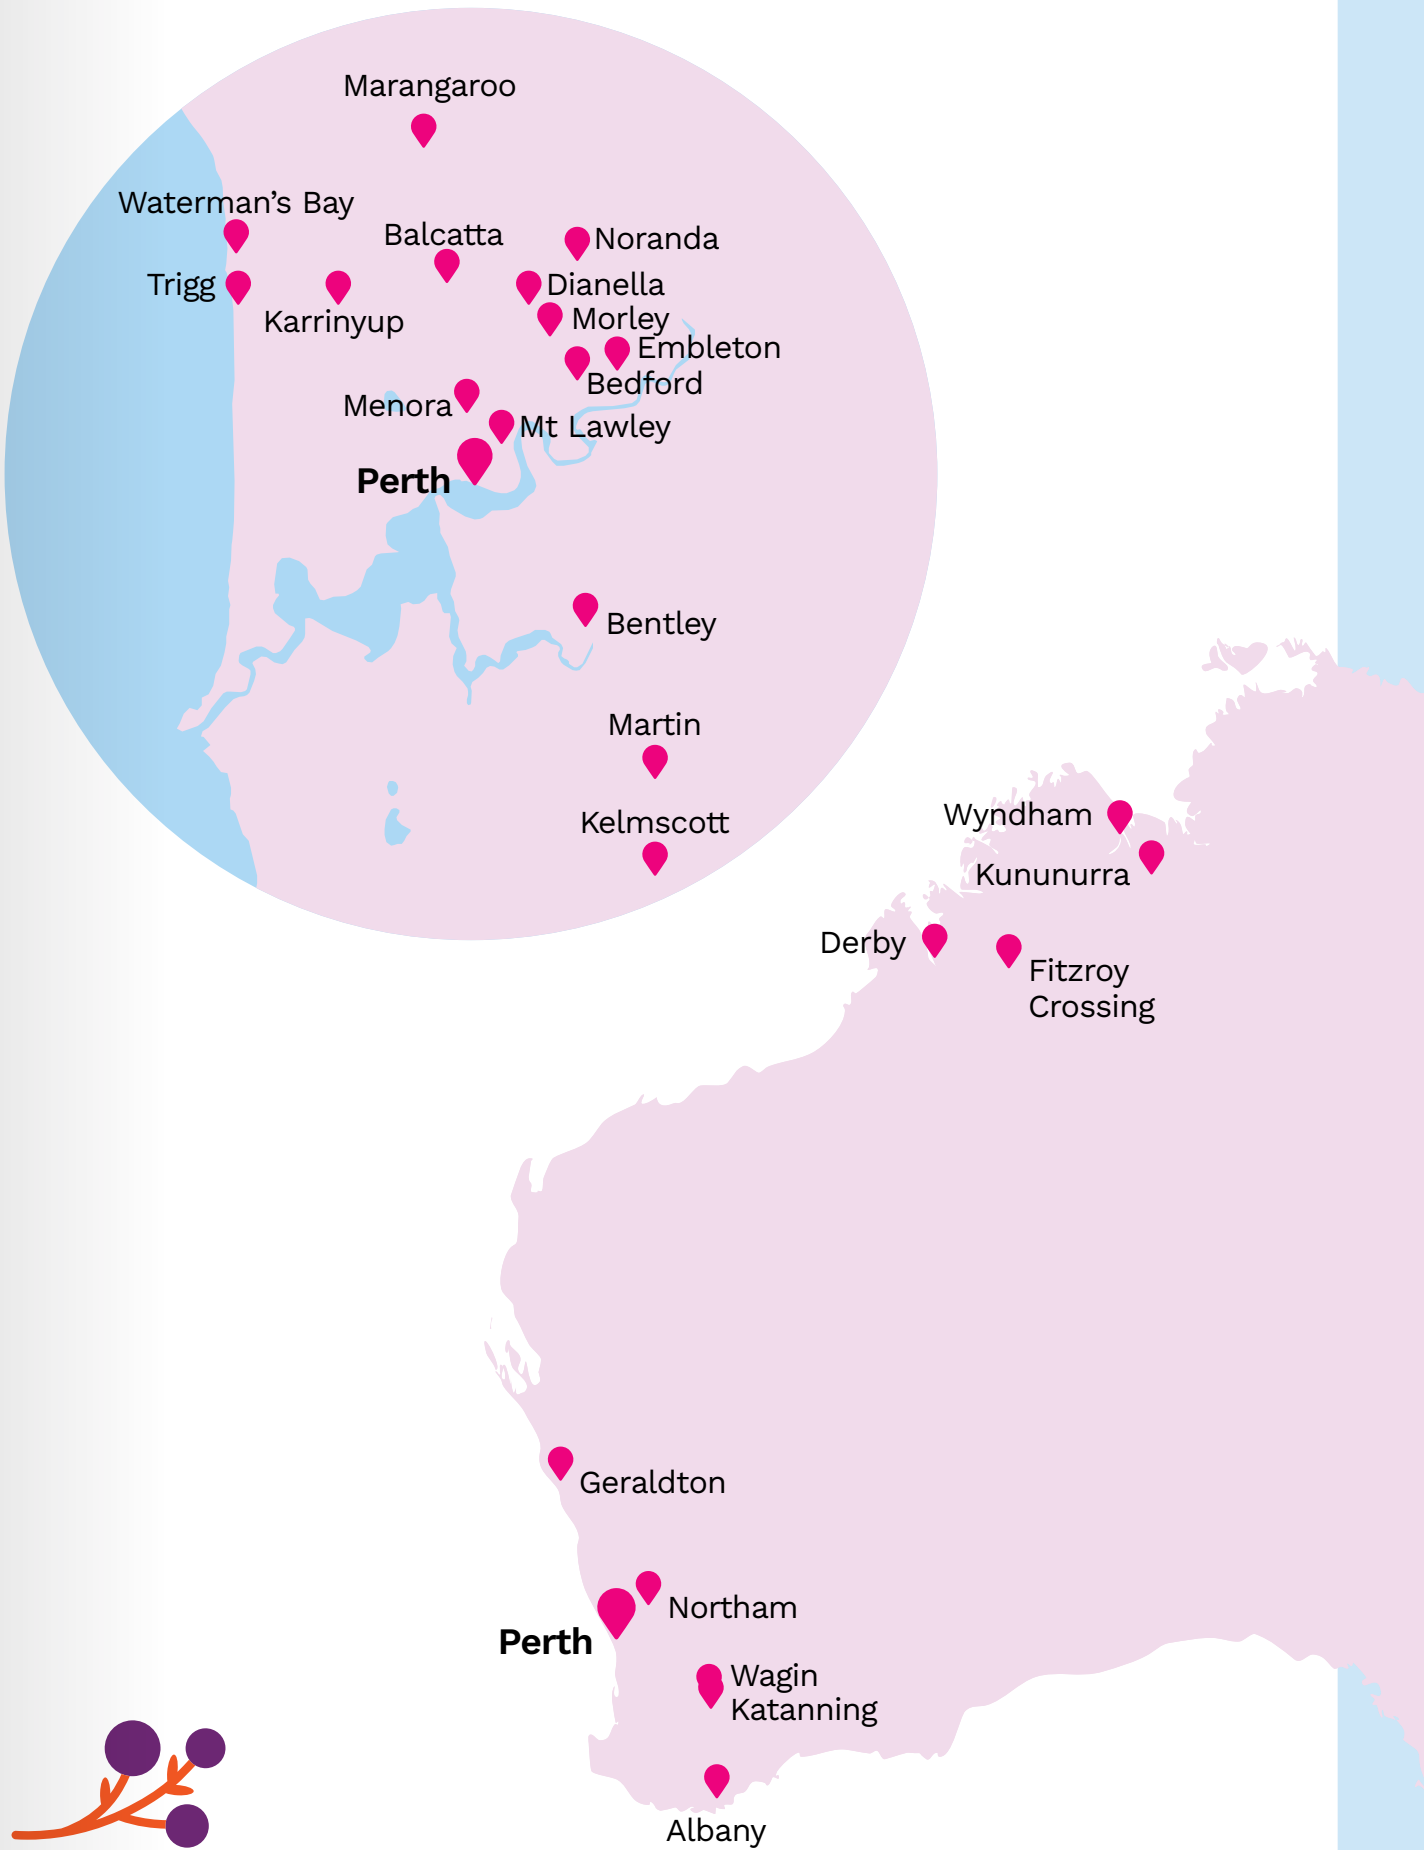 Marangaroo
Waterman’s Bay
Balcatta
Noranda
Trigg
Dianella
Karrinyup
Morley
Embleton
Bedford
Menora
Mt Lawley
Perth
Bentley
Martin
Kelmscott
Wyndham
Kununurra
Derby
Fitzroy
Crossing
Geraldton
Northam
Perth
Wagin
Katanning
Albany